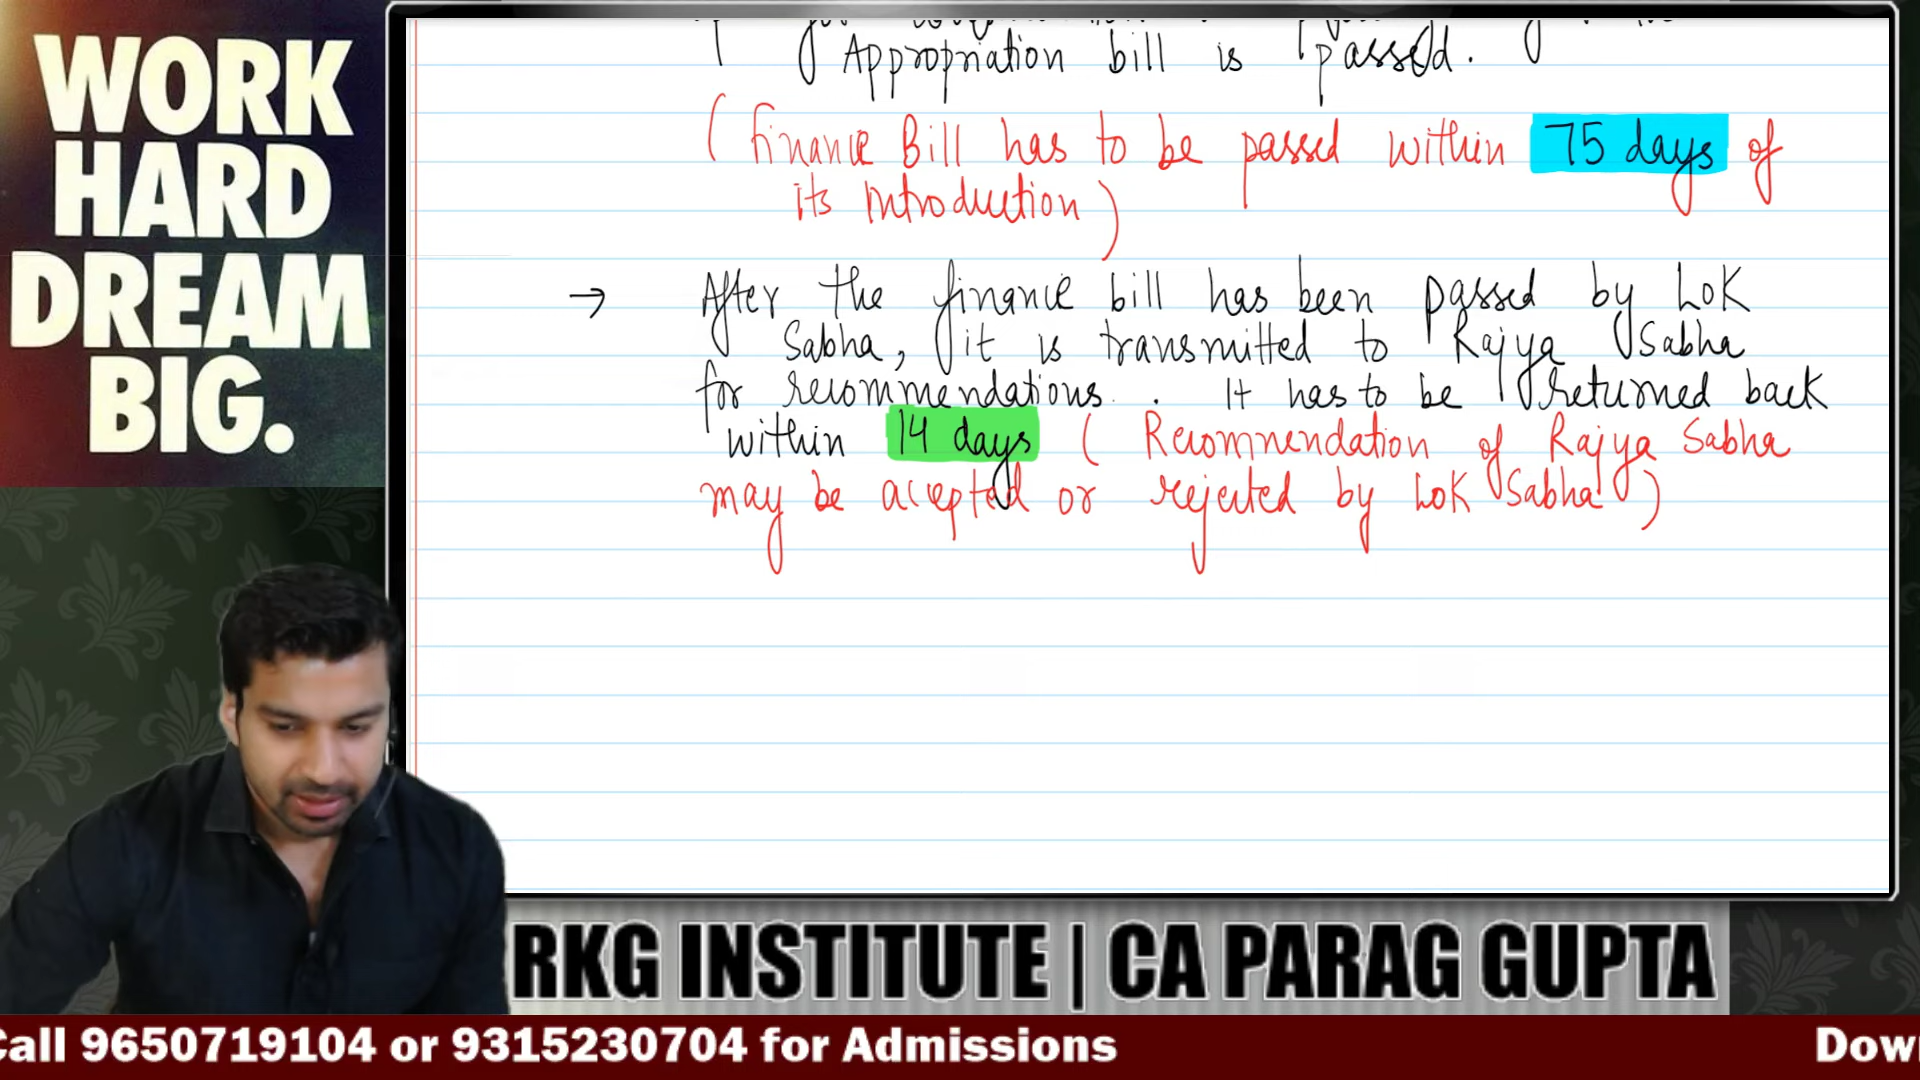 WORK
HARD
DREAM
BIG.
Appropriation bill is passed.
( finance Bill has to be passed within 75 days of
its introduction )
→ After the finance bill has been passed by Lok
Sabha, it is transmitted to Rajya Sabha
for recommendations. It has to be returned back
within 14 days ( Recommendation of Rajya Sabha
may be accepted or rejected by Lok Sabha )
RKG INSTITUTE | CA PARAG GUPTA
Call 9650719104 or 9315230704 for Admissions
Dow